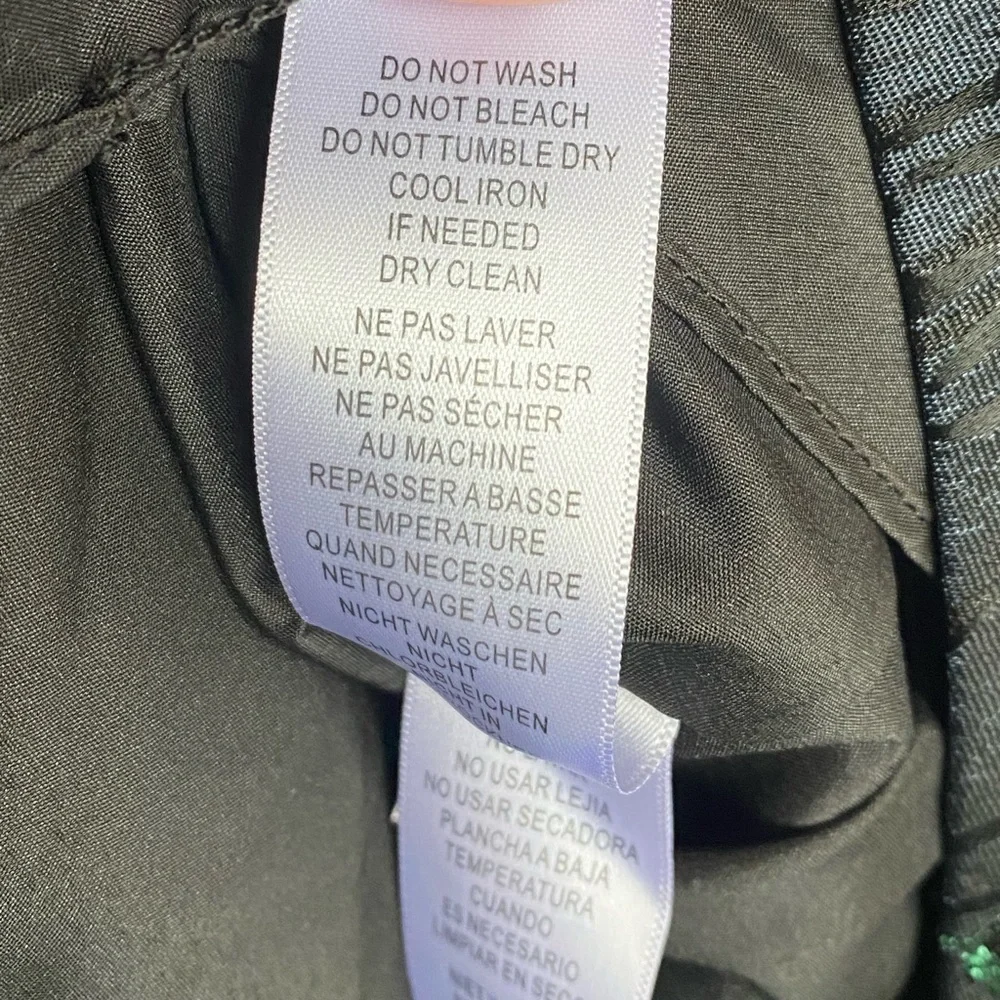 DO NOT WASH
DO NOT BLEACH
DO NOT TUMBLE DRY
COOL IRON
IF NEEDED
DRY CLEAN
NE PAS LAVER
NE PAS JAVELLISER
NE PAS SÉCHER
AU MACHINE
REPASSER A BASSE
TEMPERATURE
QUAND NECESSAIRE
NETTOYAGE À SEC
NICHT WASCHEN
NICHT
CHLORBLEICHEN
IN
NO USAR LEJIA
NO USAR SECADORA
PLANCHA A BAJA
TEMPERATURA
CUANDO
ES NECESARIO
LIMPIAR EN SECO